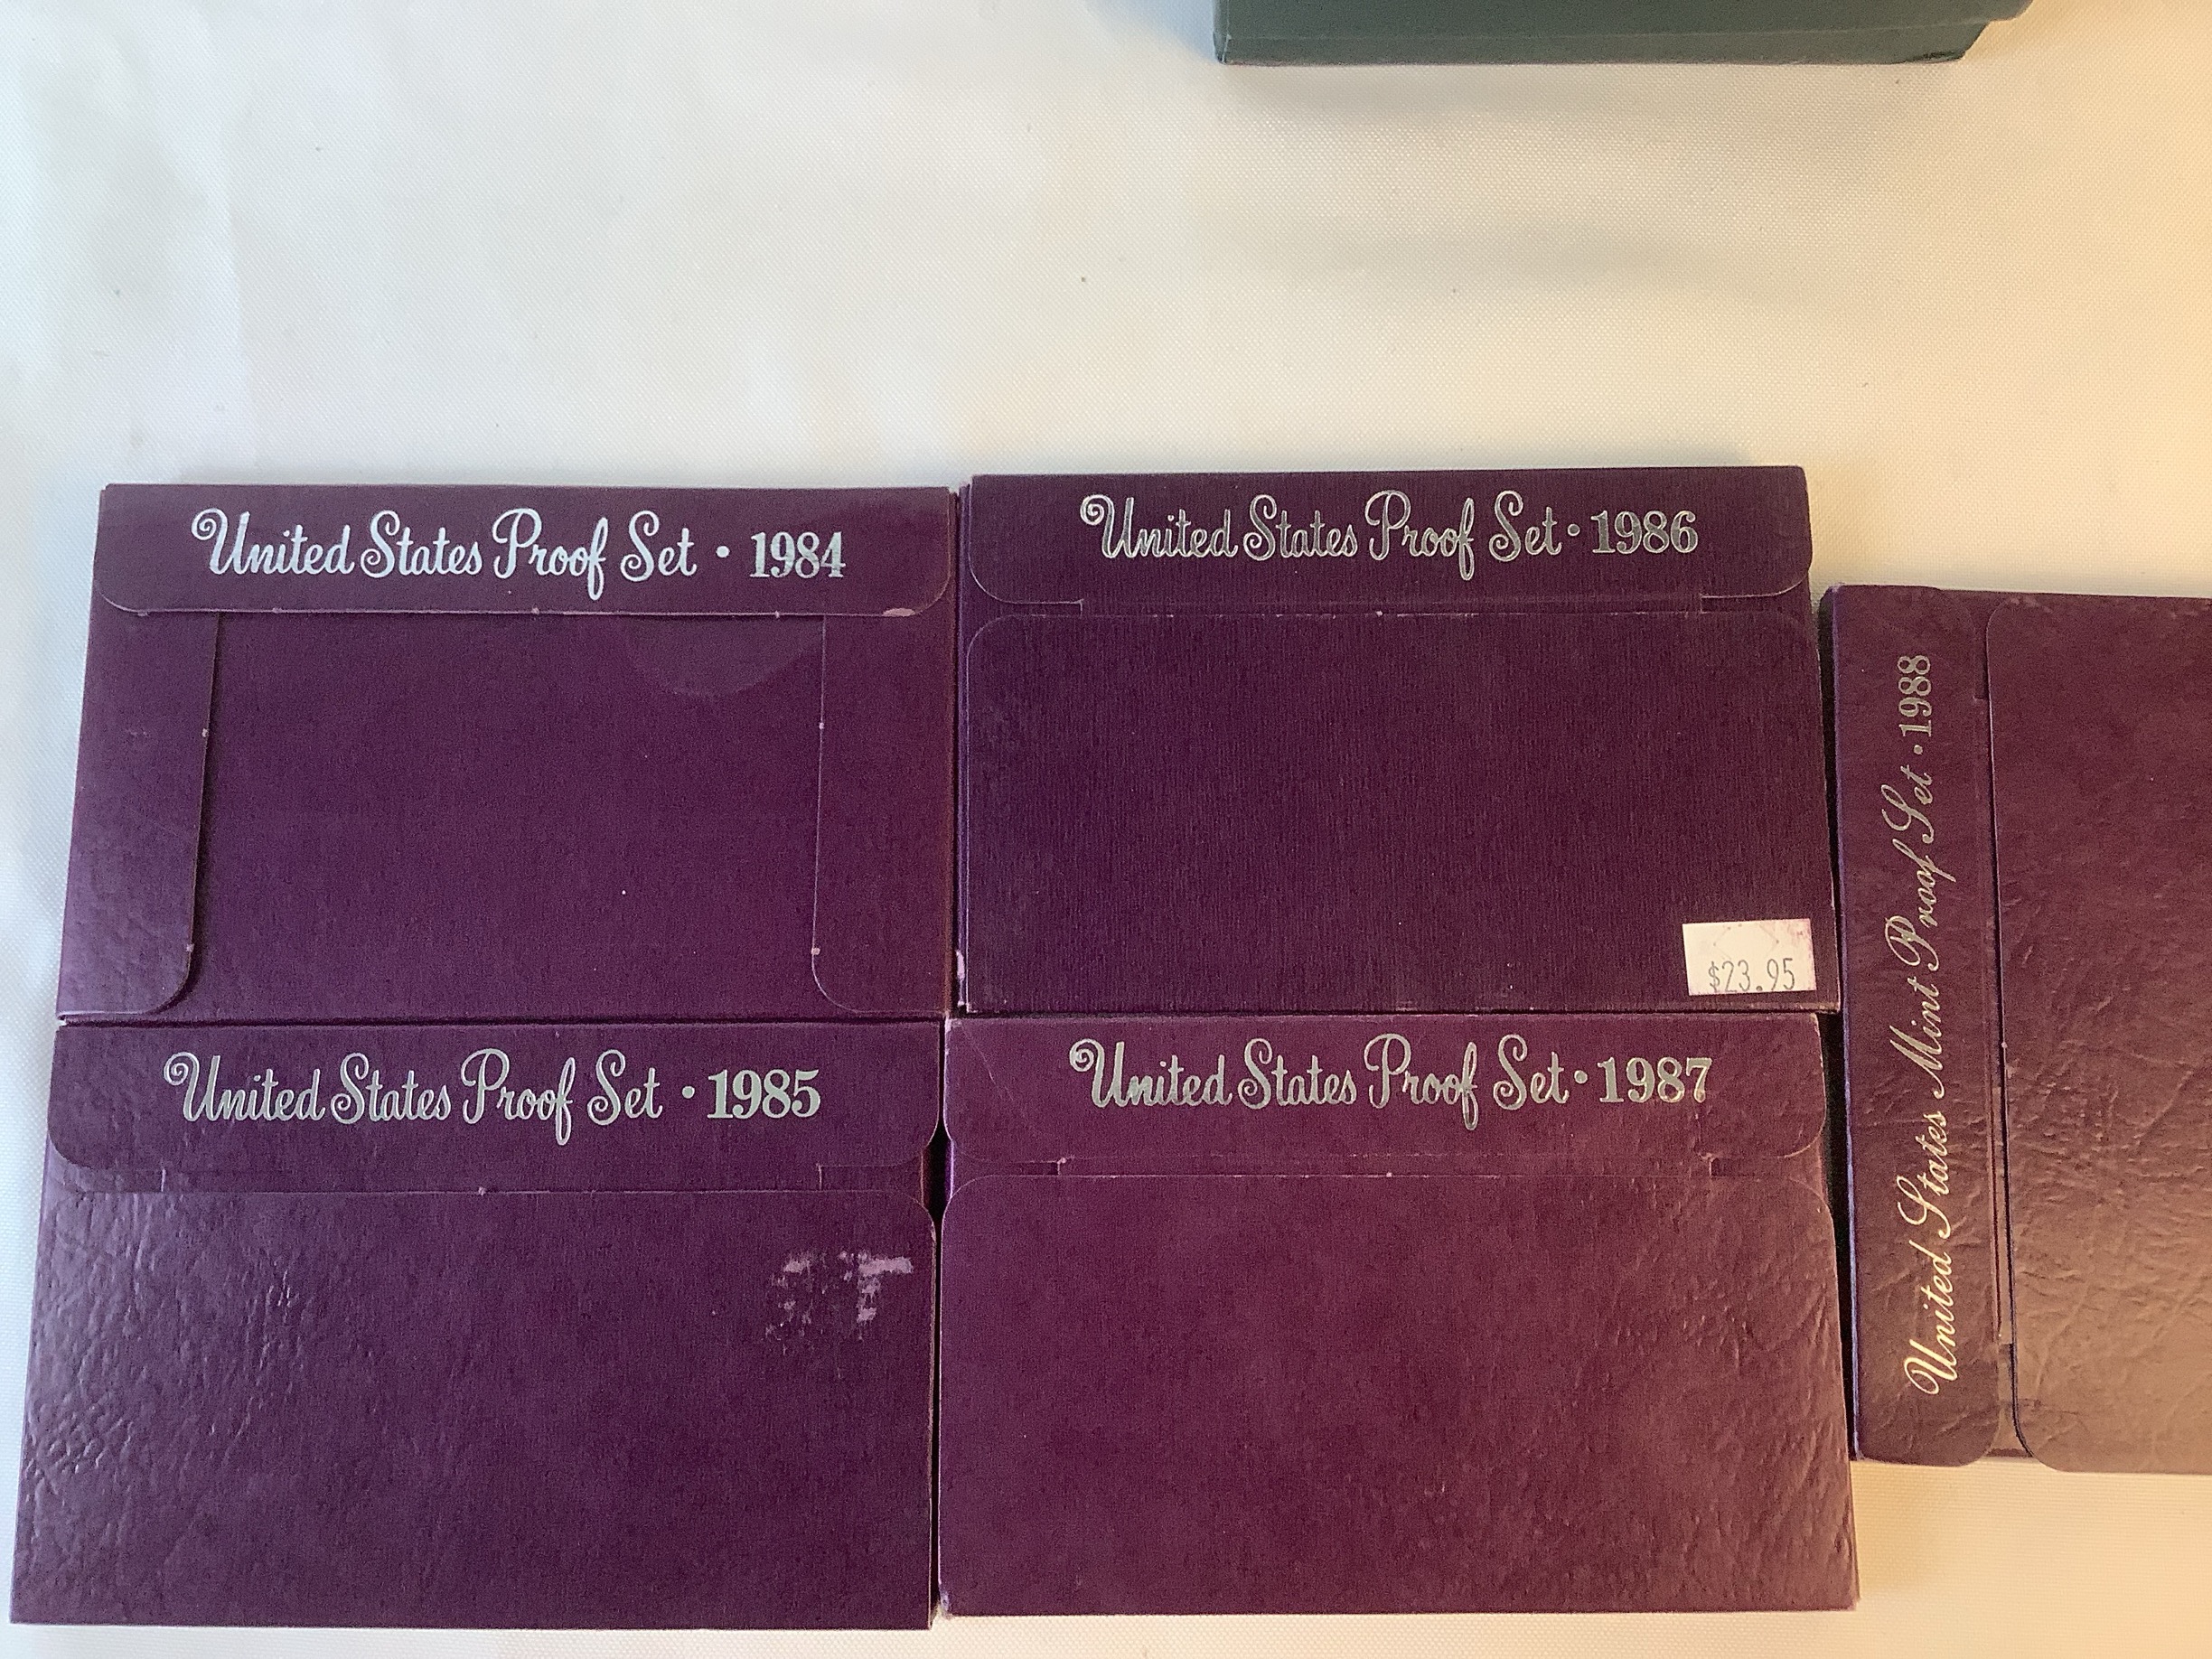 United States Proof Set • 1984
United States Proof Set • 1986
$23.95
United States Proof Set • 1985
United States Proof Set • 1987
United States Mint Proof Set • 1988